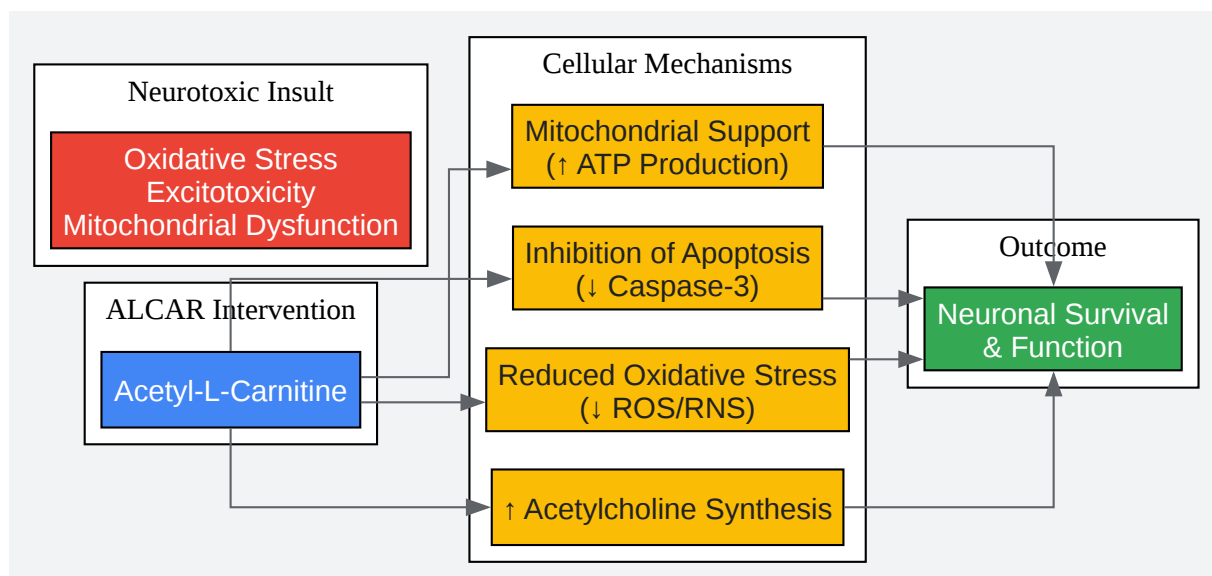 Neurotoxic Insult
Oxidative Stress
Excitotoxicity
Mitochondrial Dysfunction
ALCAR Intervention
Acetyl-L-Carnitine
Cellular Mechanisms
Mitochondrial Support
(↑ ATP Production)
Inhibition of Apoptosis
(↓ Caspase-3)
Reduced Oxidative Stress
(↓ ROS/RNS)
↑ Acetylcholine Synthesis
Outcome
Neuronal Survival
& Function